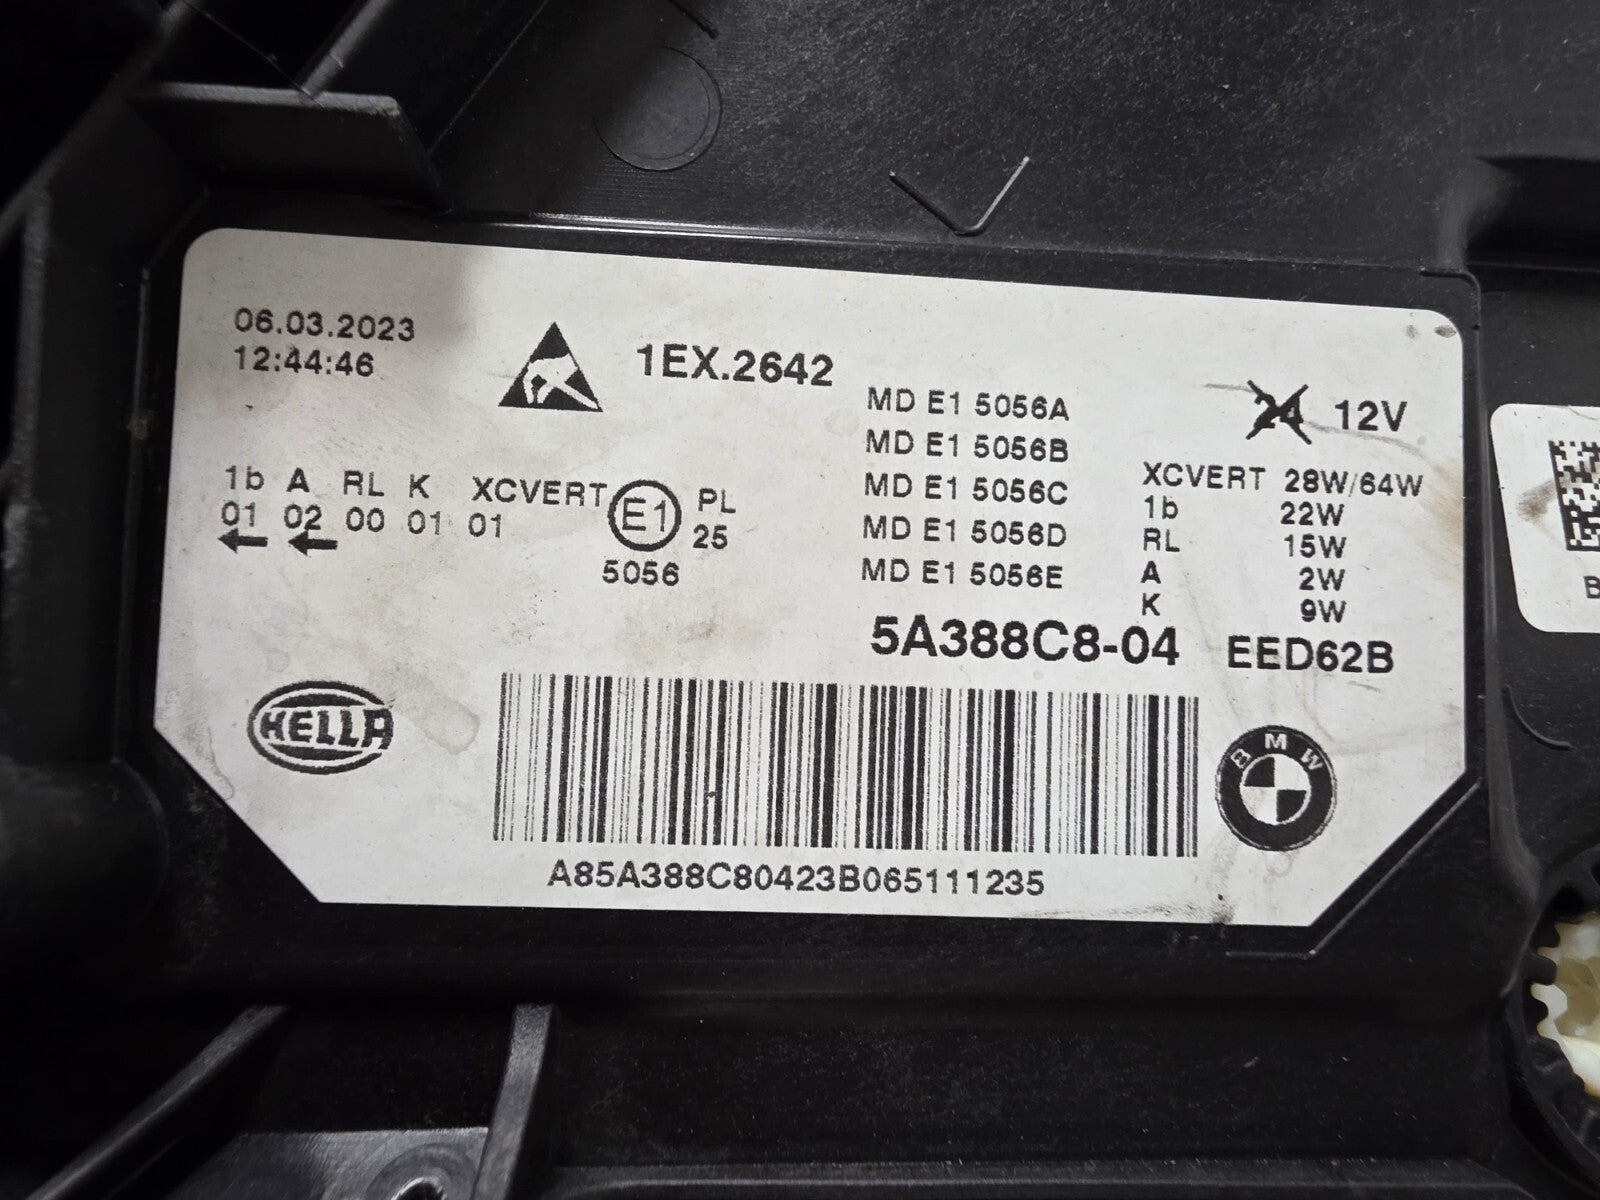 06.03.2023
12:44:46
1EX.2642
MD E1 5056A
MD E1 5056B
MD E1 5056C
MD E1 5056D
MD E1 5056E
24 12V
XCVERT 28W/64W
1b 22W
RL 15W
A 2W
K 9W
1b A RL K XCVERT
01 02 00 01 01
E1
5056
PL
25
5A388C8-04 EED62B
HELLA
BMW
A85A388C80423B065111235
B